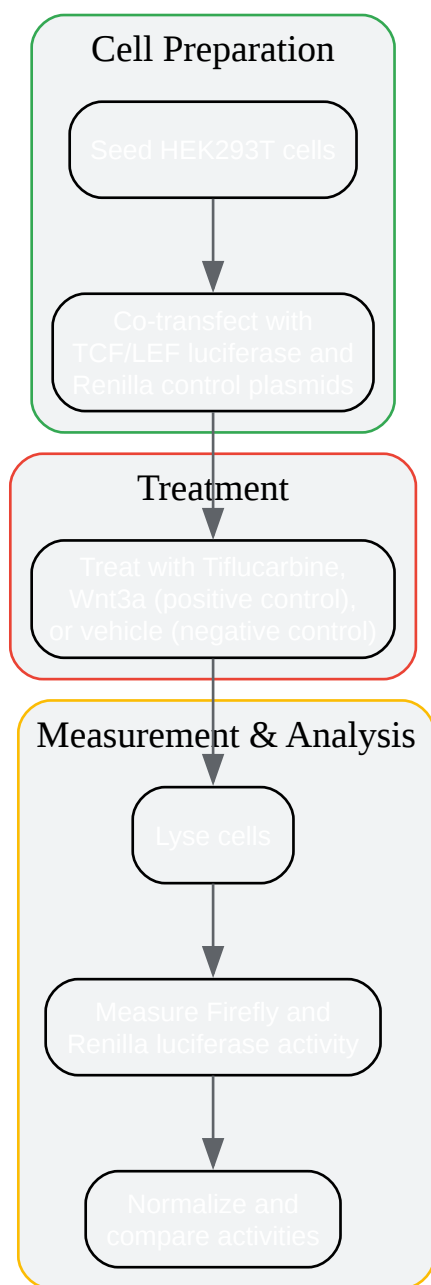 Cell Preparation
Seed HEK293T cells
Co-transfect with
TCF/LEF luciferase and
Renilla control plasmids
Treatment
Treat with Tiflucarbine,
Wnt3a (positive control),
or vehicle (negative control)
Measurement & Analysis
Lyse cells
Measure Firefly and
Renilla luciferase activity
Normalize and
compare activities